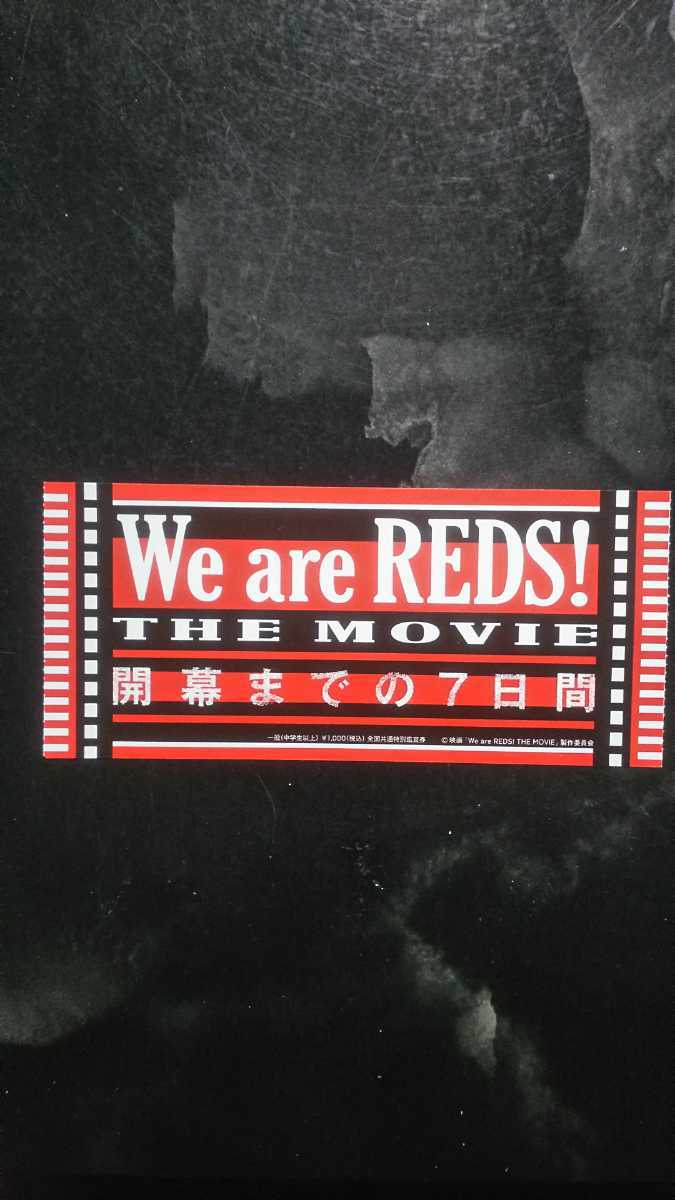 We are REDS!
THE MOVIE
開幕までの7日間
一般(中学生以上) ¥1,000(税込) 全国共通特別鑑賞券 © 映画「We are REDS! THE MOVIE」製作委員会